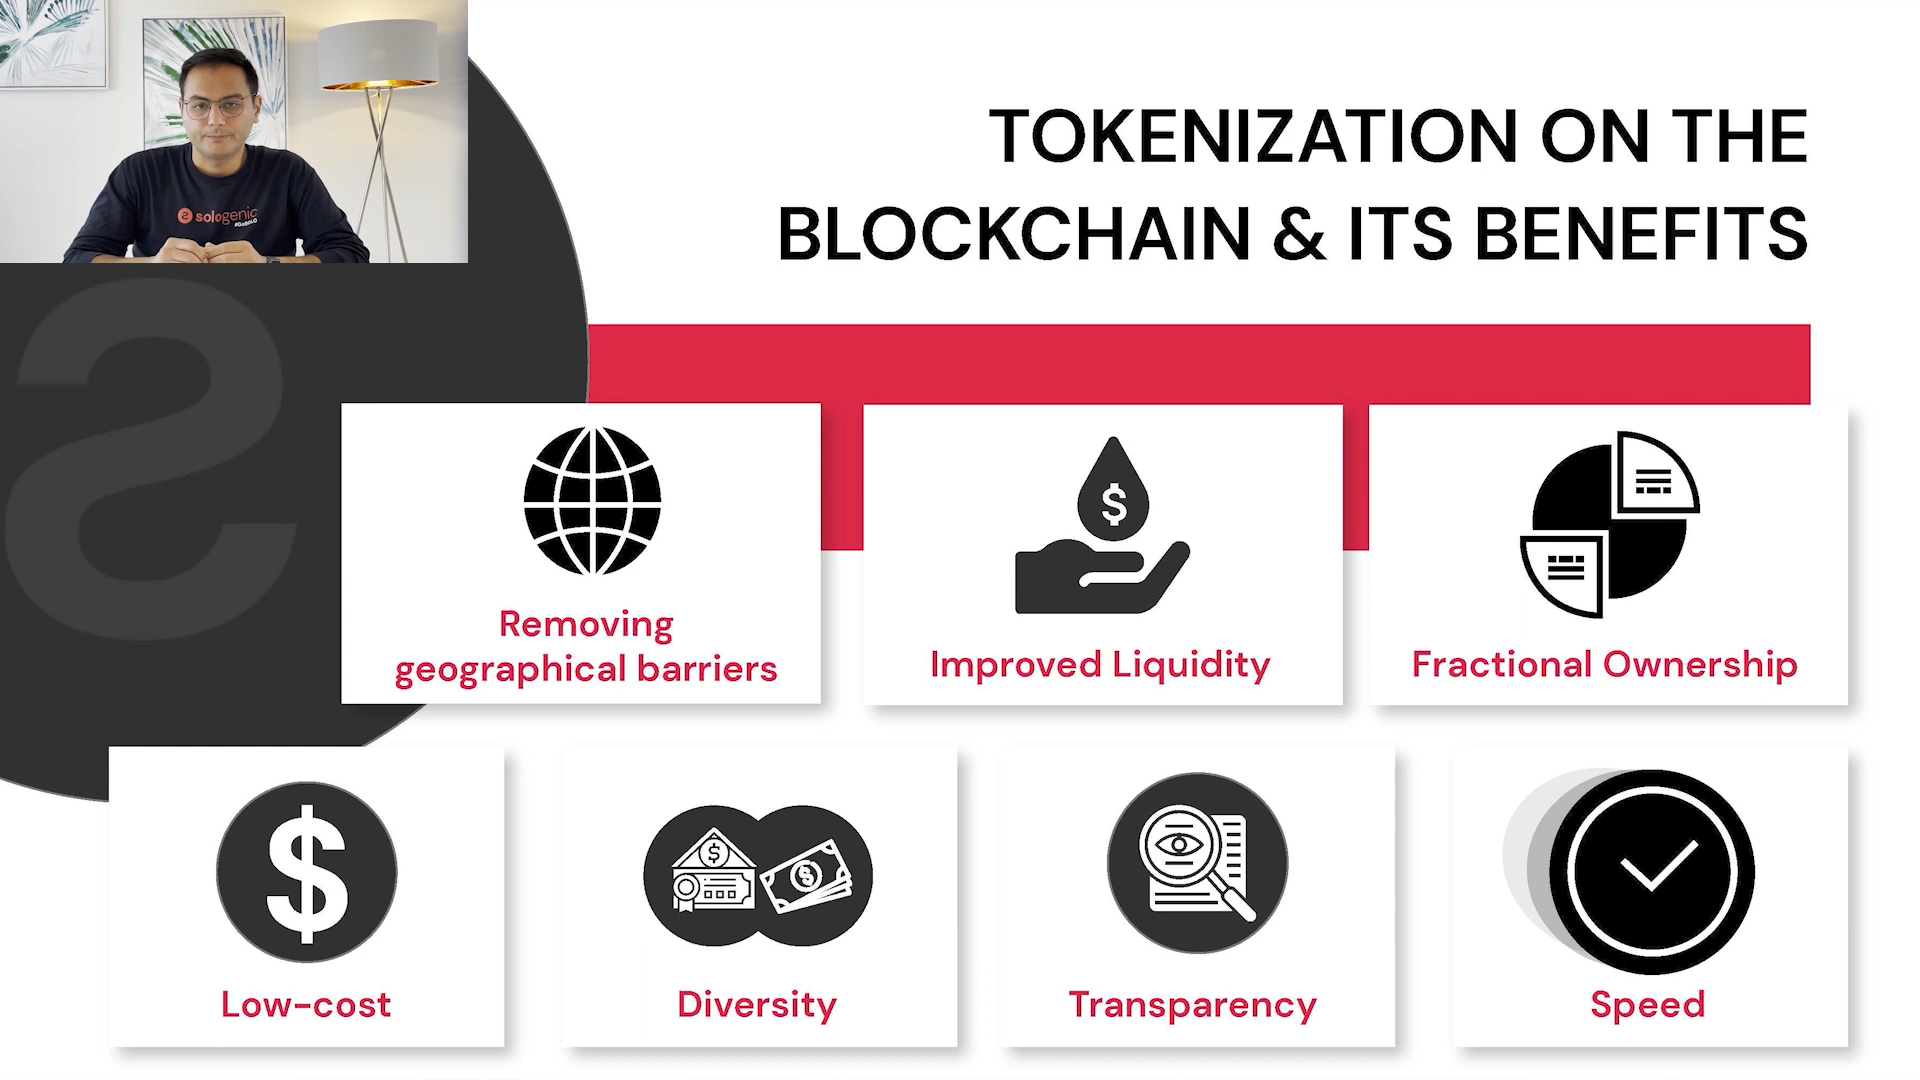 sologenic
#GoSOLO
TOKENIZATION ON THE
BLOCKCHAIN & ITS BENEFITS
Removing
geographical barriers
Improved Liquidity
Fractional Ownership
Low-cost
Diversity
Transparency
Speed